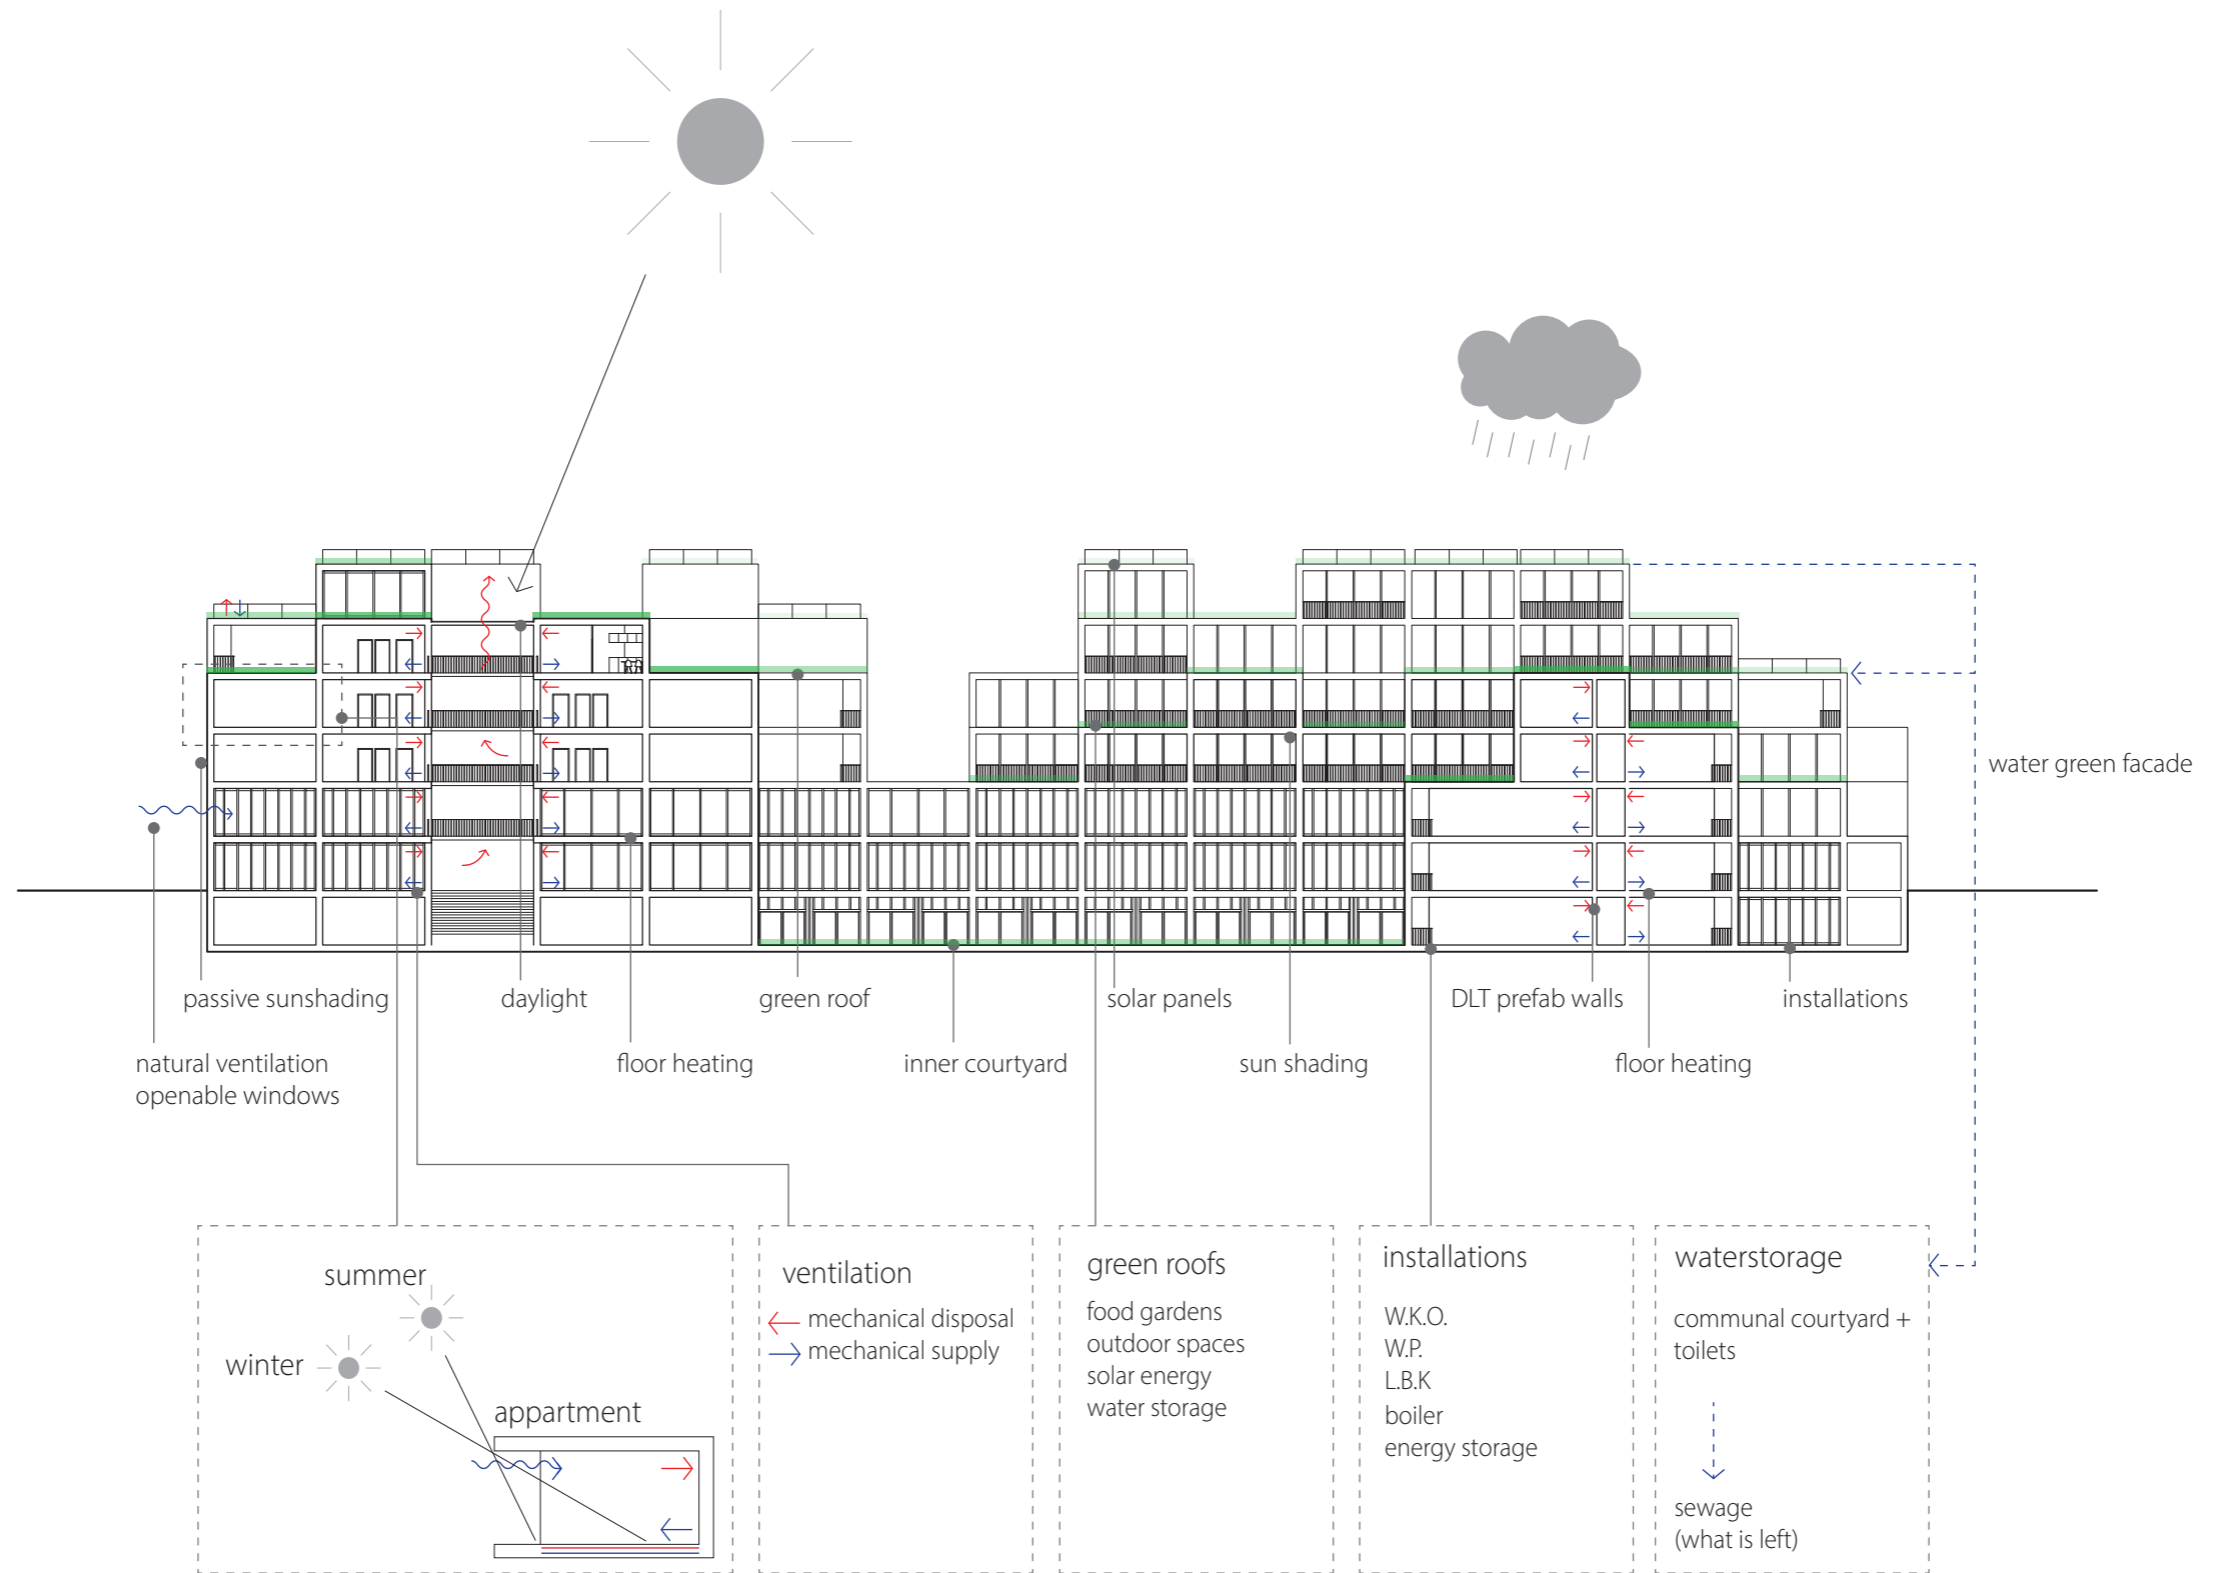 water green facade
passive sunshading
daylight
green roof
solar panels
DLT prefab walls
installations
natural ventilation
openable windows
floor heating
inner courtyard
sun shading
floor heating
summer
winter
appartment
ventilation
mechanical disposal
mechanical supply
green roofs
food gardens
outdoor spaces
solar energy
water storage
installations
W.K.O.
W.P.
L.B.K
boiler
energy storage
waterstorage
communal courtyard +
toilets
sewage
(what is left)